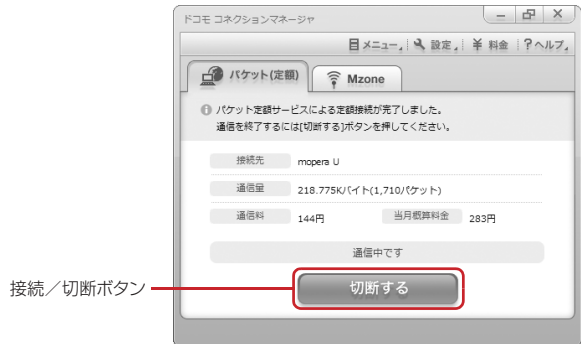 ドコモ コネクションマネージャ
メニュー 設定 ¥ 料金 ? ヘルプ
パケット(定額) Mzone
パケット定額サービスによる定額接続が完了しました。
通信を終了するには[切断する]ボタンを押してください。
接続先 mopera U
通信量 218.775Kバイト(1,710パケット)
通信料 144円 当月概算料金 283円
通信中です
接続／切断ボタン 切断する